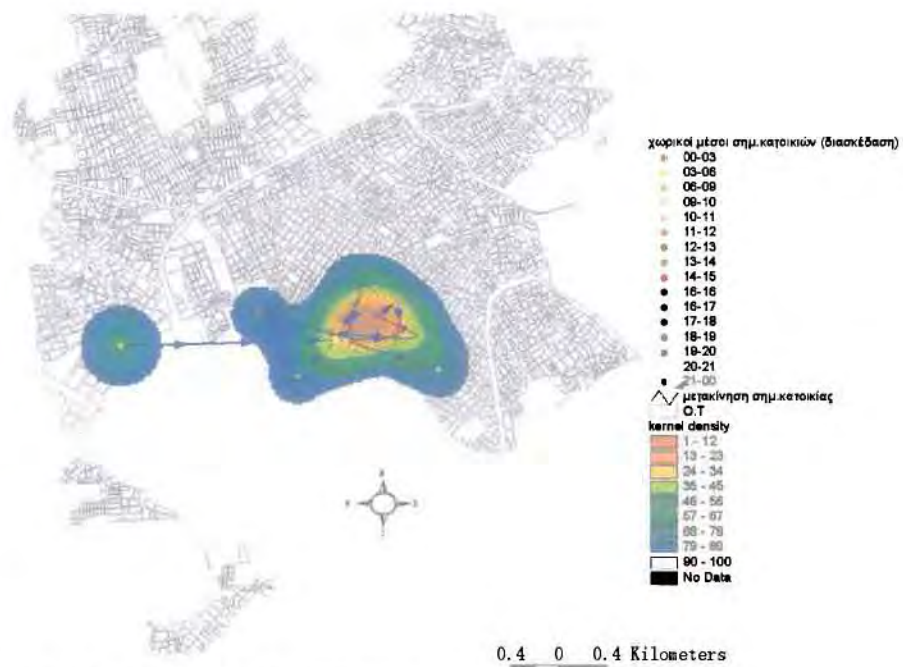 χωρικοί μέσοι σημ.κατοικιών (διασκέδαση)
00-03
03-06
06-09
09-10
10-11
11-12
12-13
13-14
14-15
16-16
16-17
17-18
18-19
19-20
20-21
21-00
μετακίνηση σημ.κατοικίας
Ο.Τ
kernel density
1 - 12
13 - 23
24 - 34
35 - 45
46 - 56
57 - 67
68 - 78
90 - 100
No Data
0.4 0 0.4 Kilometers